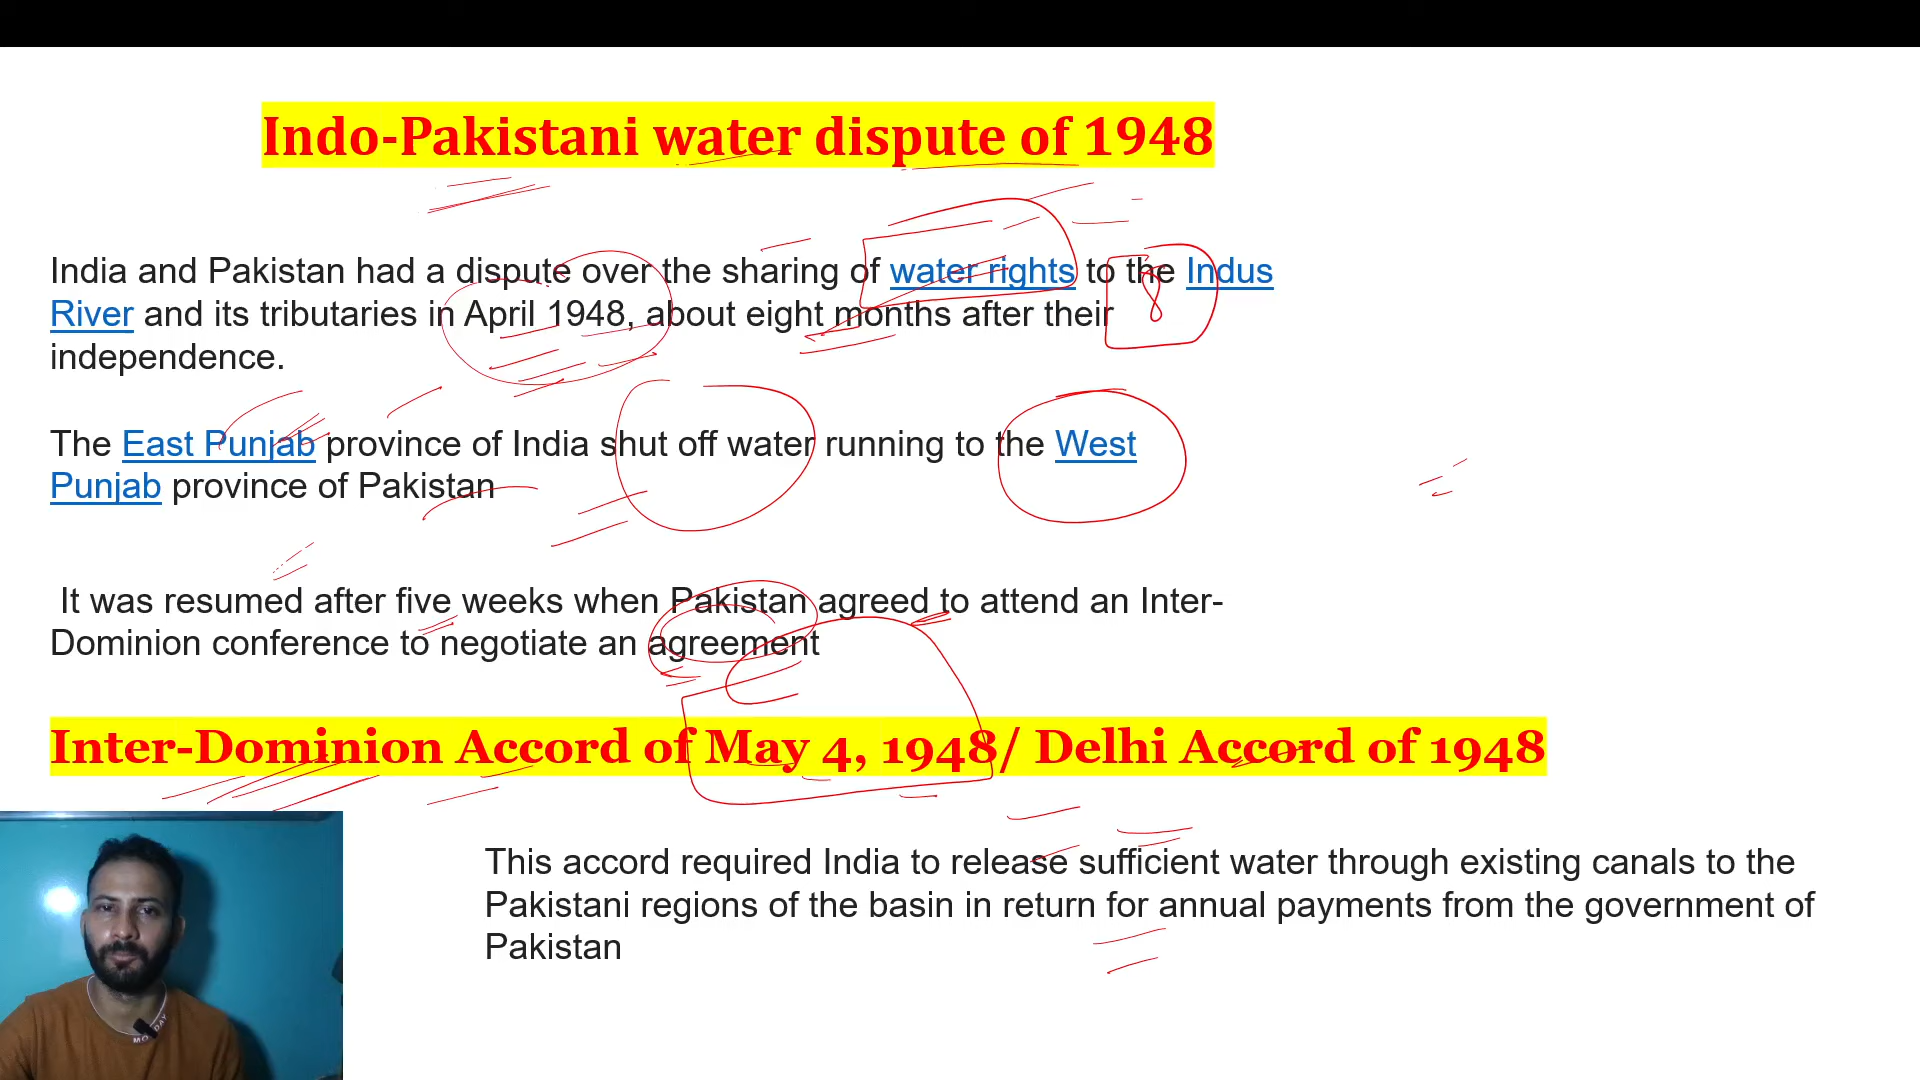 Indo-Pakistani water dispute of 1948
India and Pakistan had a dispute over the sharing of water rights to the Indus
River and its tributaries in April 1948, about eight months after their
independence.
8
The East Punjab province of India shut off water running to the West
Punjab province of Pakistan
It was resumed after five weeks when Pakistan agreed to attend an Inter-
Dominion conference to negotiate an agreement
Inter-Dominion Accord of May 4, 1948/ Delhi Accord of 1948
This accord required India to release sufficient water through existing canals to the
Pakistani regions of the basin in return for annual payments from the government of
Pakistan